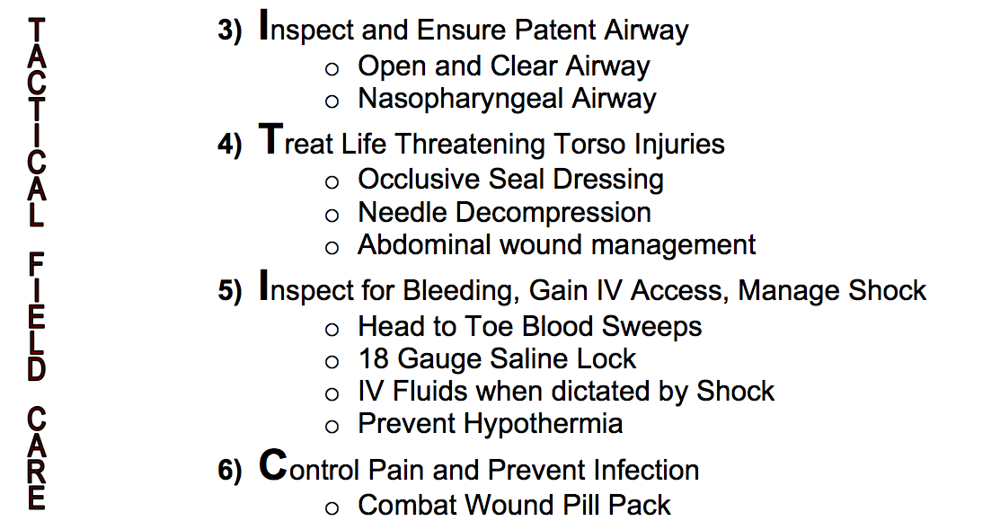 TACTICAL FIELD CARE
3) Inspect and Ensure Patent Airway
o Open and Clear Airway
o Nasopharyngeal Airway
4) Treat Life Threatening Torso Injuries
o Occlusive Seal Dressing
o Needle Decompression
o Abdominal wound management
5) Inspect for Bleeding, Gain IV Access, Manage Shock
o Head to Toe Blood Sweeps
o 18 Gauge Saline Lock
o IV Fluids when dictated by Shock
o Prevent Hypothermia
6) Control Pain and Prevent Infection
o Combat Wound Pill Pack